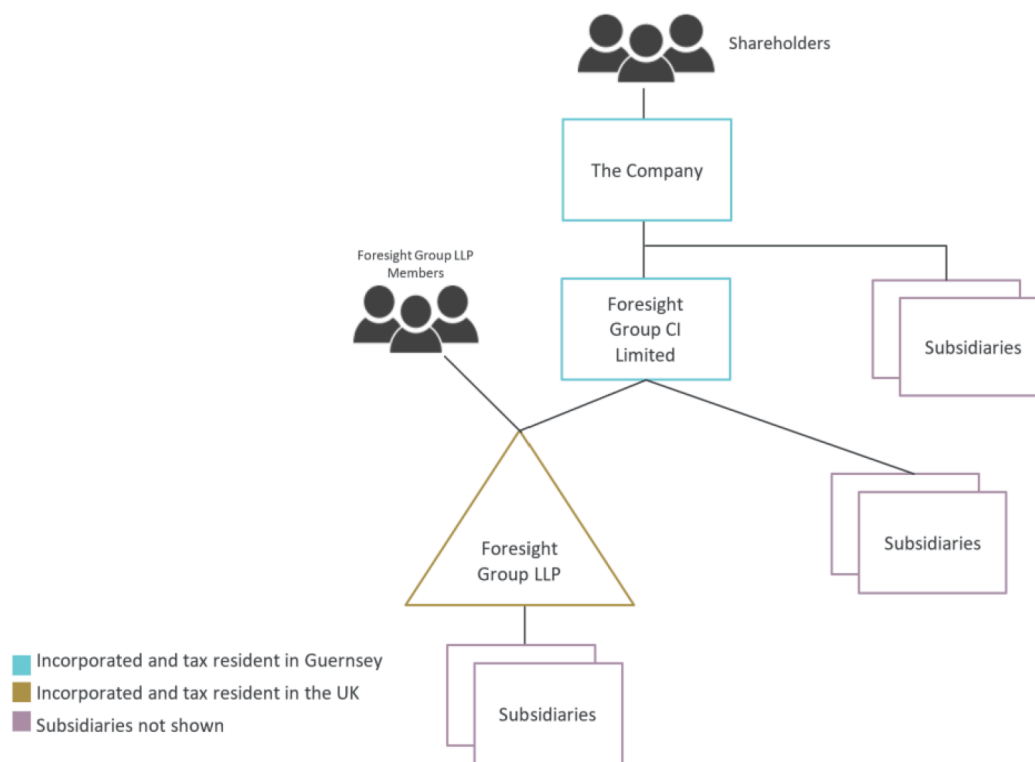 Shareholders
The Company
Foresight Group LLP
Members
Foresight
Group CI
Limited
Subsidiaries
Subsidiaries
Foresight
Group LLP
Subsidiaries
Incorporated and tax resident in Guernsey
Incorporated and tax resident in the UK
Subsidiaries not shown